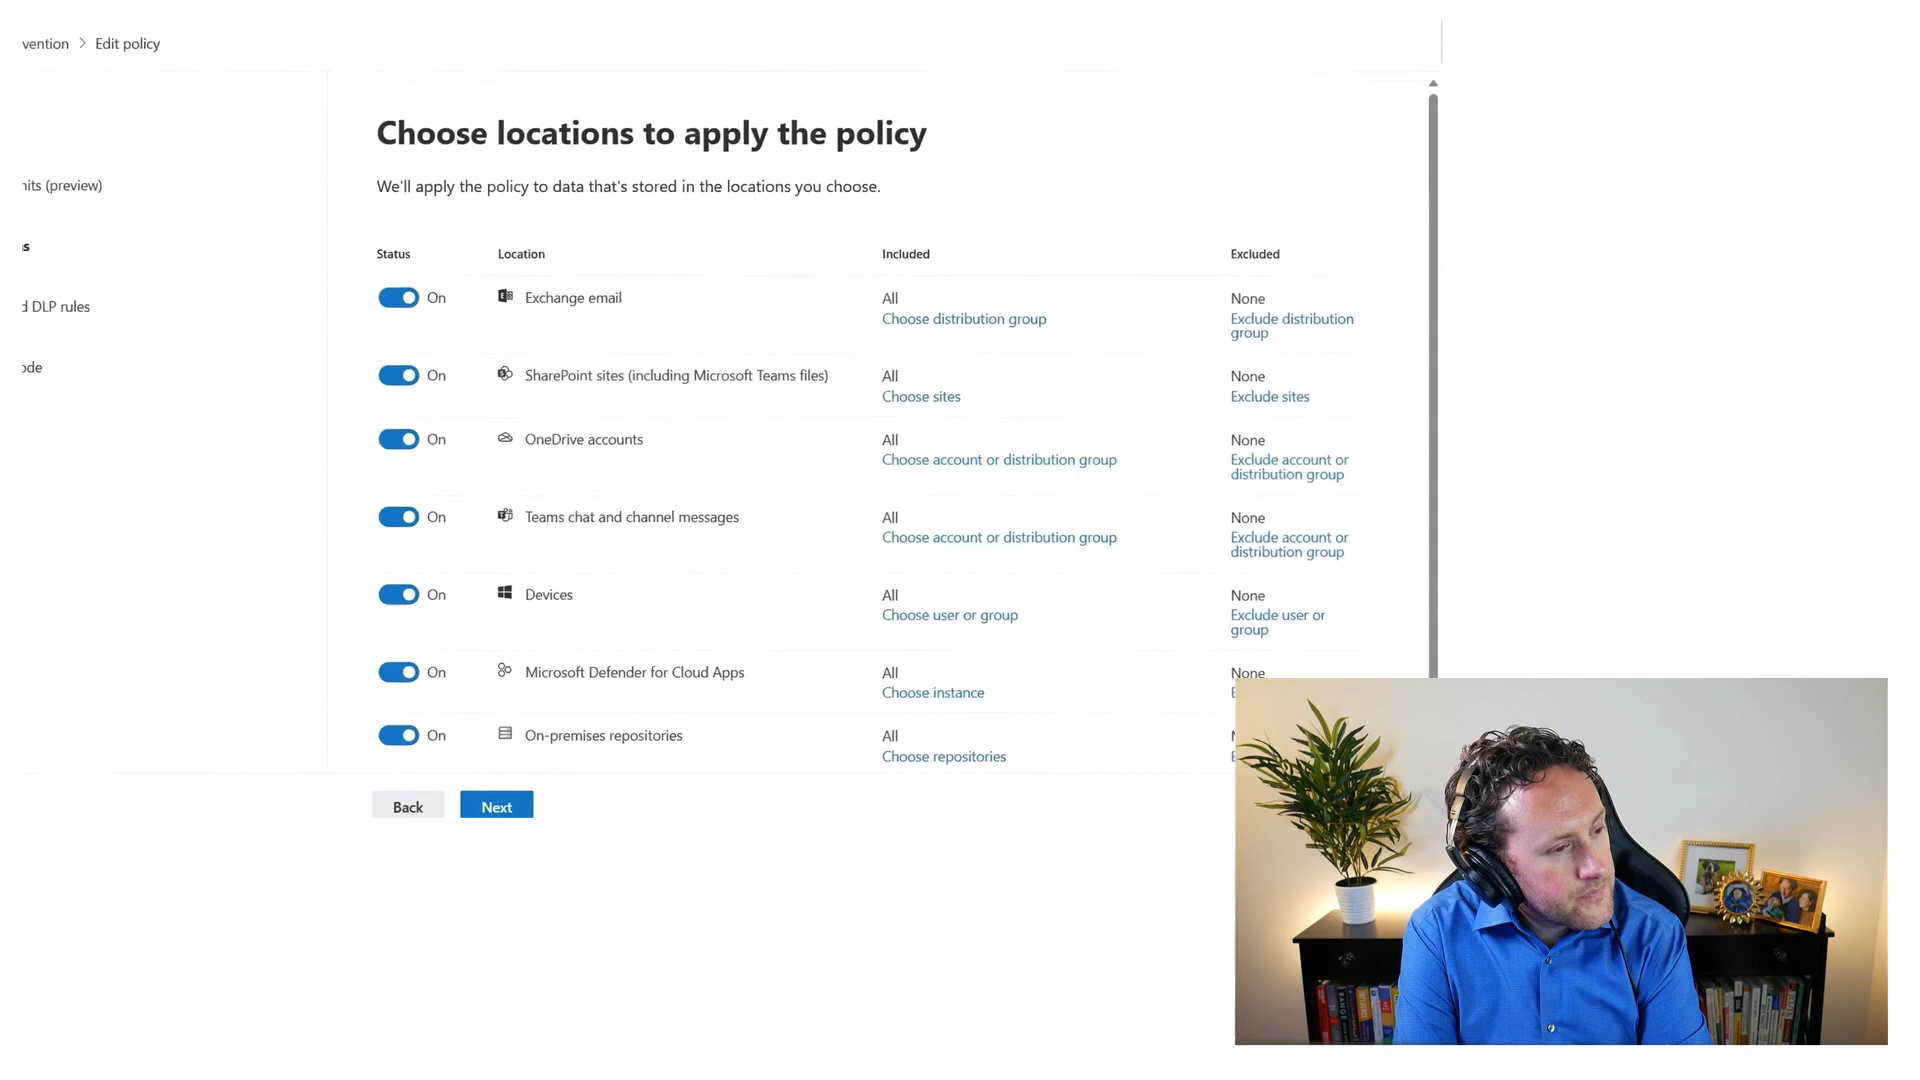 vention > Edit policy
Choose locations to apply the policy
We'll apply the policy to data that's stored in the locations you choose.
nits (preview)
s
d DLP rules
ode
Status Location Included Excluded
On Exchange email All None
Choose distribution group Exclude distribution
group
On SharePoint sites (including Microsoft Teams files) All None
Choose sites Exclude sites
On OneDrive accounts All None
Choose account or distribution group Exclude account or
distribution group
On Teams chat and channel messages All None
Choose account or distribution group Exclude account or
distribution group
On Devices All None
Choose user or group Exclude user or
group
On Microsoft Defender for Cloud Apps All None
Choose instance E
On On-premises repositories All
Choose repositories E
Back Next